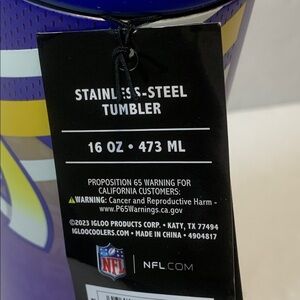 STAINLESS-STEEL
TUMBLER
16 OZ • 473 ML
PROPOSITION 65 WARNING FOR
CALIFORNIA CUSTOMERS:
⚠WARNING: Cancer and Reproductive Harm -
www.P65Warnings.ca.gov
©2023 IGLOO PRODUCTS CORP. • KATY, TX 77494
IGLOOCOOLERS.COM • MADE IN CHINA • 4904817
NFL | NFL.COM